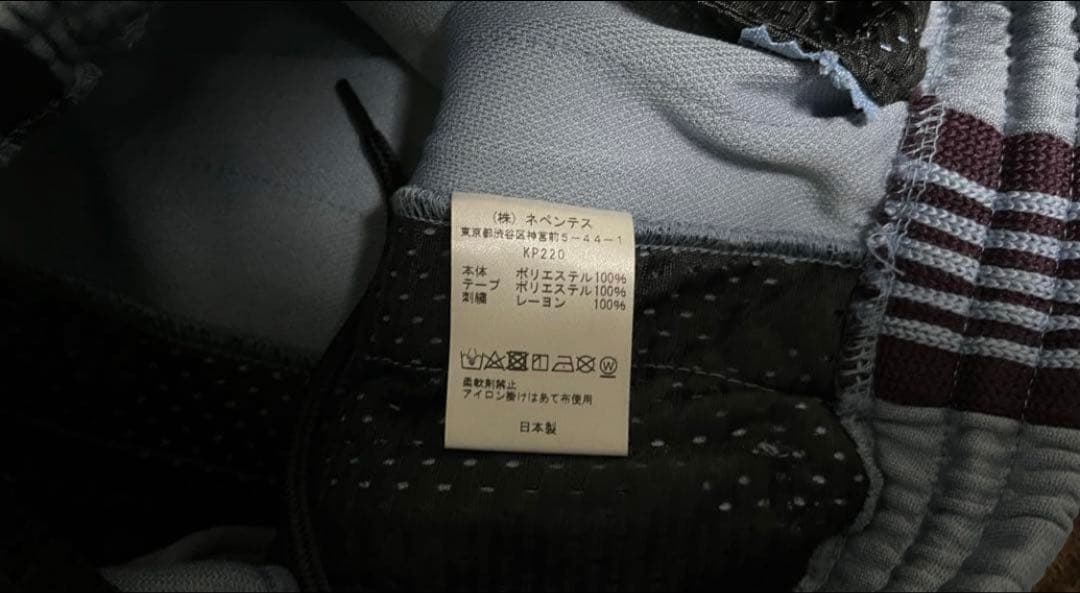 (株) ネペンテス
東京都渋谷区神宮前5-44-1
KP220
本体 ポリエステル100%
テープ ポリエステル100%
刺繍 レーヨン 100%
柔軟剤禁止
アイロン掛けはあて布使用
日本製